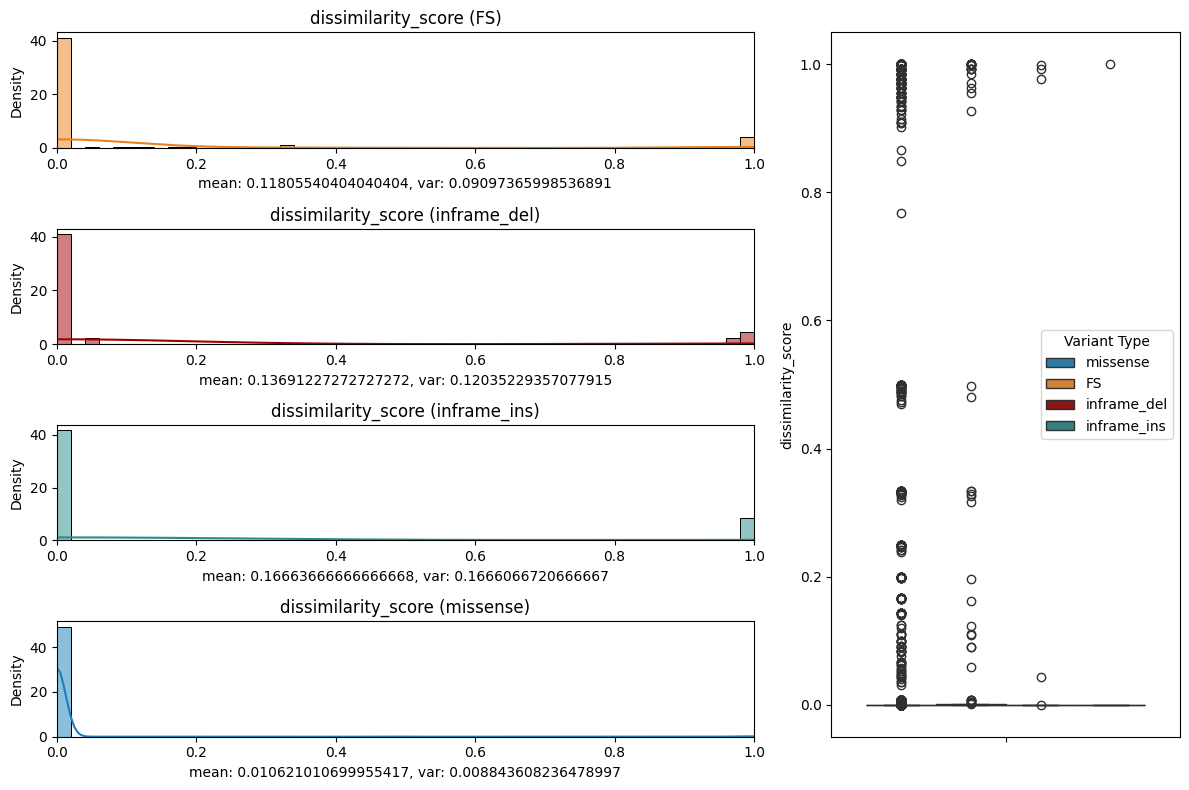 dissimilarity_score (FS)
Density
40
20
0
0.0 0.2 0.4 0.6 0.8 1.0
mean: 0.11805540404040404, var: 0.09097365998536891
dissimilarity_score (inframe_del)
Density
40
20
0
0.0 0.2 0.4 0.6 0.8 1.0
mean: 0.13691227272727272, var: 0.12035229357077915
dissimilarity_score (inframe_ins)
Density
40
20
0
0.0 0.2 0.4 0.6 0.8 1.0
mean: 0.16663666666666668, var: 0.1666066720666667
dissimilarity_score (missense)
Density
40
20
0
0.0 0.2 0.4 0.6 0.8 1.0
mean: 0.010621010699955417, var: 0.008843608236478997
dissimilarity_score
1.0
0.8
0.6
0.4
0.2
0.0
Variant Type
missense
FS
inframe_del
inframe_ins